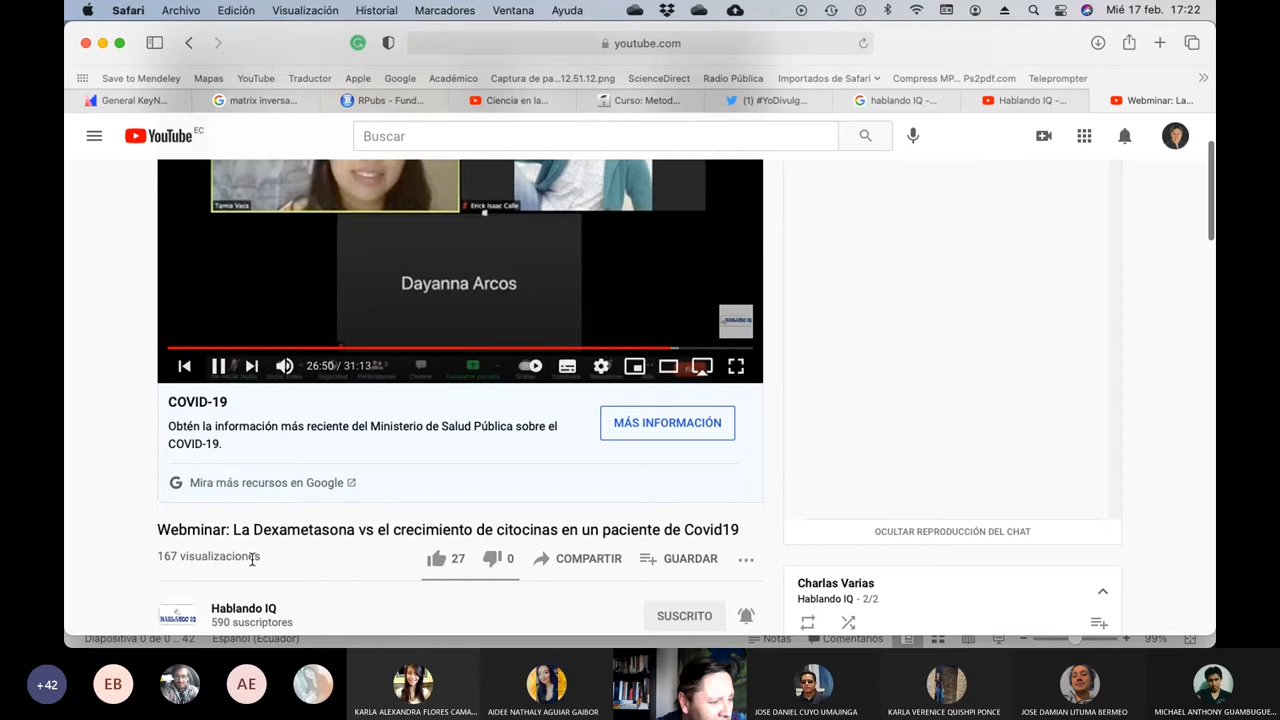 Safari Archivo Edición Visualización Historial Marcadores Ventana Ayuda Mié 17 feb. 17:22
youtube.com
Save to Mendeley Mapas YouTube Traductor Apple Google Académico Captura de pa...12.51.12.png ScienceDirect Radio Pública Importados de Safari Compress MP... Ps2pdf.com Teleprompter
General KeyN... matrix inversa... RPubs - Fund... Ciencia en la... Curso: Metod... (1) #YoDivulg... hablando IQ -... Hablando IQ -... Webminar: La...
YouTube EC Buscar
Tamia Vaca Erick Isaac Calle
Dayanna Arcos
HABLANDO IQ
26:50 / 31:13
COVID-19
Obtén la información más reciente del Ministerio de Salud Pública sobre el
COVID-19.
MÁS INFORMACIÓN
Mira más recursos en Google
OCULTAR REPRODUCCIÓN DEL CHAT
Webminar: La Dexametasona vs el crecimiento de citocinas en un paciente de Covid19
167 visualizaciones 27 0 COMPARTIR GUARDAR
Charlas Varias
Hablando IQ - 2/2
Hablando IQ
590 suscriptores
SUSCRITO
Diapositiva 0 de 0 .. 42 Español (Ecuador) Notas Comentarios 99%
+42 EB AE
KARLA ALEXANDRA FLORES CAMA... AIDEE NATHALY AGUIAR GAIBOR JOSE DANIEL CUYO UMAJINGA KARLA VERENICE QUISHPI PONCE JOSE DAMIAN LITUMA BERMEO MICHAEL ANTHONY GUAMBUGUE...